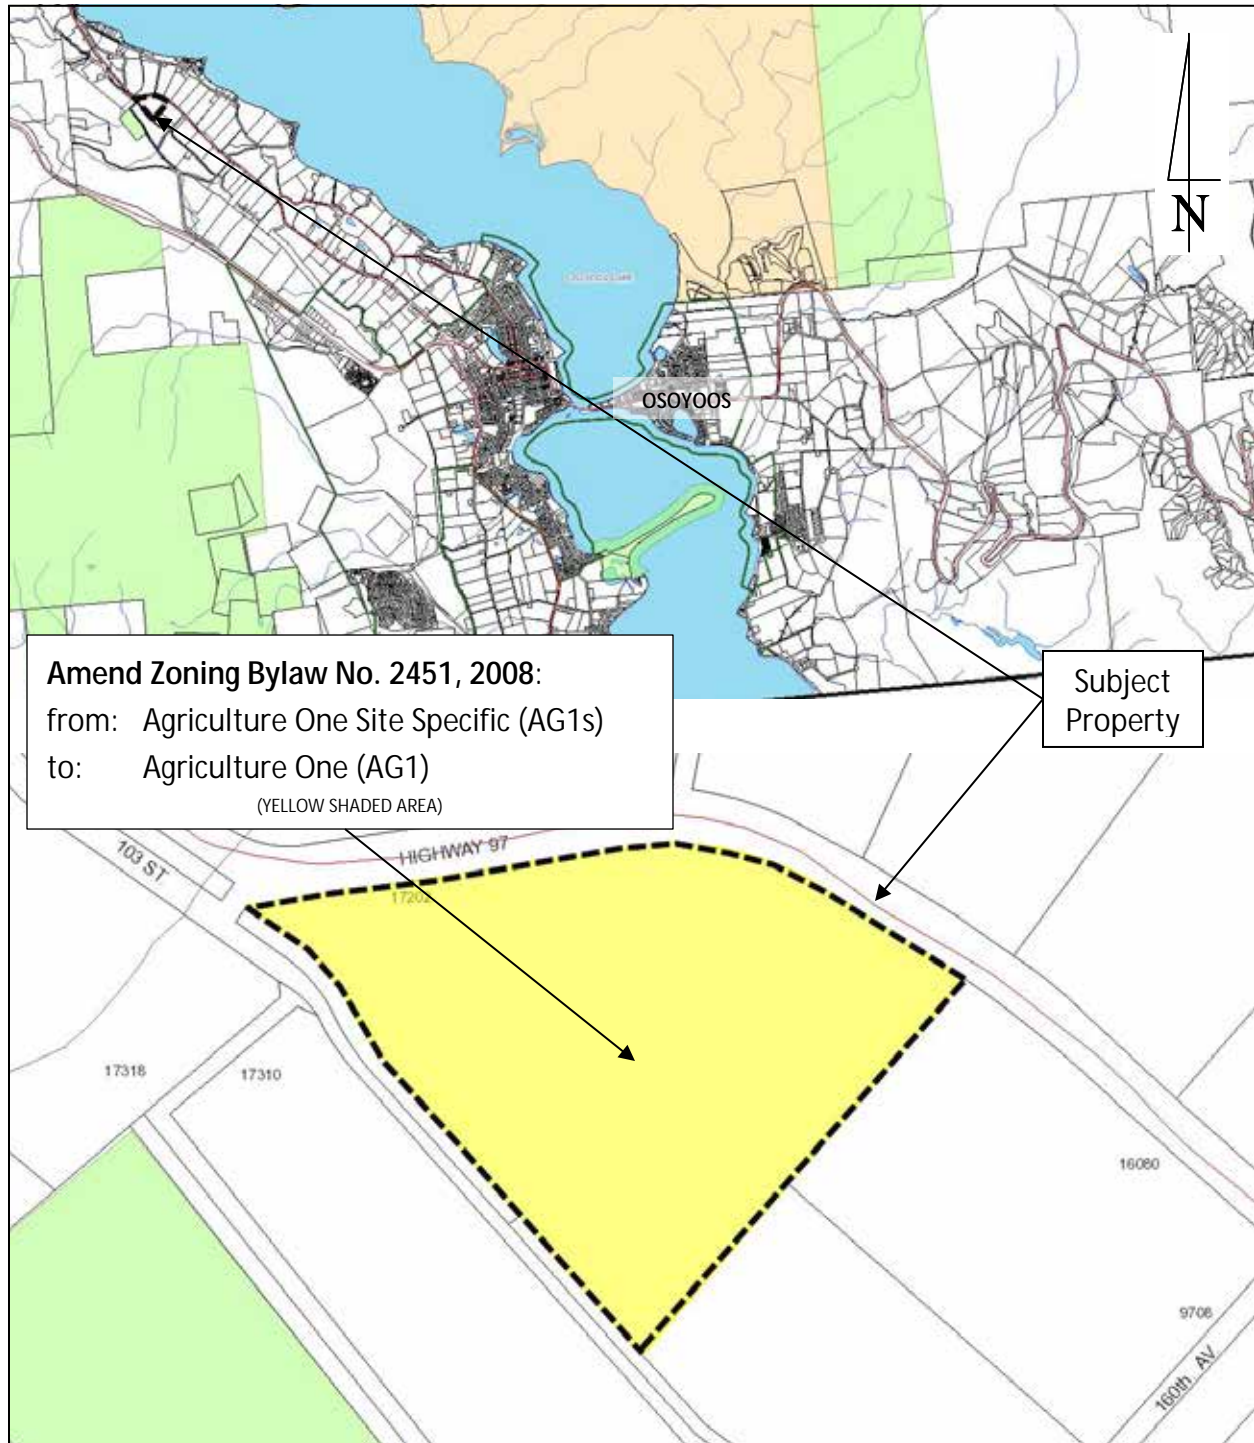 N
OSOYOOS
Amend Zoning Bylaw No. 2451, 2008:
from: Agriculture One Site Specific (AG1s)
to: Agriculture One (AG1)
(YELLOW SHADED AREA)
Subject
Property
103 ST
HIGHWAY 97
17202
17318
17310
16080
9708
160th AV